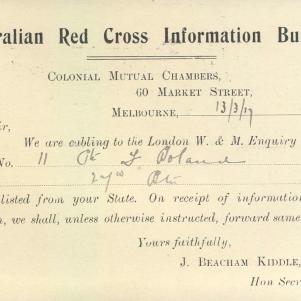 ralian Red Cross Information Bu
COLONIAL MUTUAL CHAMBERS,
60 MARKET STREET,
MELBOURNE, 13/3/17
ir,
We are cabling to the London W. & M. Enquiry
No. 11 Pte
27th Btn
listed from your State. On receipt of information
n, we shall, unless otherwise instructed, forward same
Yours faithfully,
J. BEACHAM KIDDLE,
Hon Secr